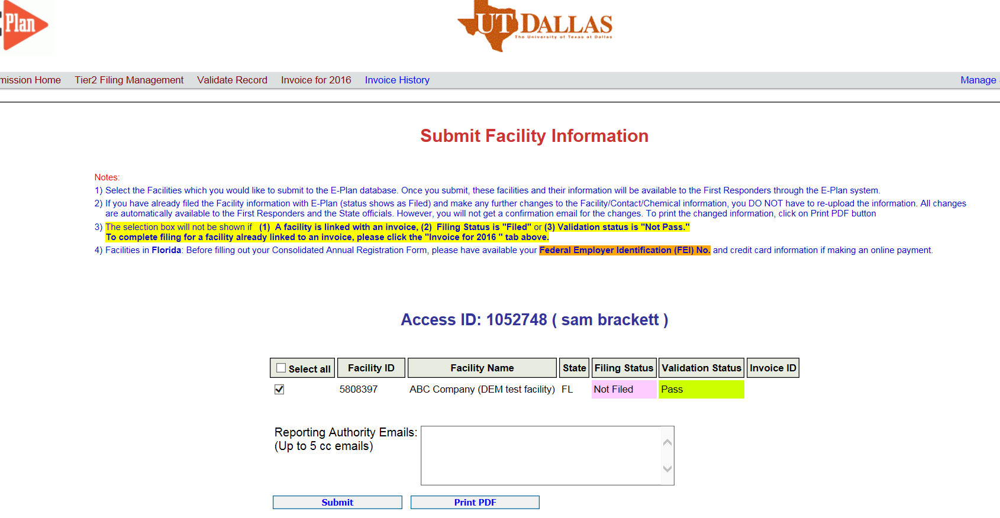 Plan
UT DALLAS
The University of Texas at Dallas
mission Home Tier2 Filing Management Validate Record Invoice for 2016 Invoice History Manage
Submit Facility Information
Notes:
1) Select the Facilities which you would like to submit to the E-Plan database. Once you submit, these facilities and their information will be available to the First Responders through the E-Plan system.
2) If you have already filed the Facility information with E-Plan (status shows as Filed) and make any further changes to the Facility/Contact/Chemical information, you DO NOT have to re-upload the information. All changes
are automatically available to the First Responders and the State officials. However, you will not get a confirmation email for the changes. To print the changed information, click on Print PDF button
3) The selection box will not be shown if (1) A facility is linked with an invoice, (2) Filing Status is "Filed" or (3) Validation status is "Not Pass."
To complete filing for a facility already linked to an invoice, please click the "Invoice for 2016 " tab above.
4) Facilities in Florida: Before filling out your Consolidated Annual Registration Form, please have available your Federal Employer Identification (FEI) No. and credit card information if making an online payment.
Access ID: 1052748 ( sam brackett )
Select all Facility ID Facility Name State Filing Status Validation Status Invoice ID
5808397 ABC Company (DEM test facility) FL Not Filed Pass
Reporting Authority Emails:
(Up to 5 cc emails)
Submit Print PDF